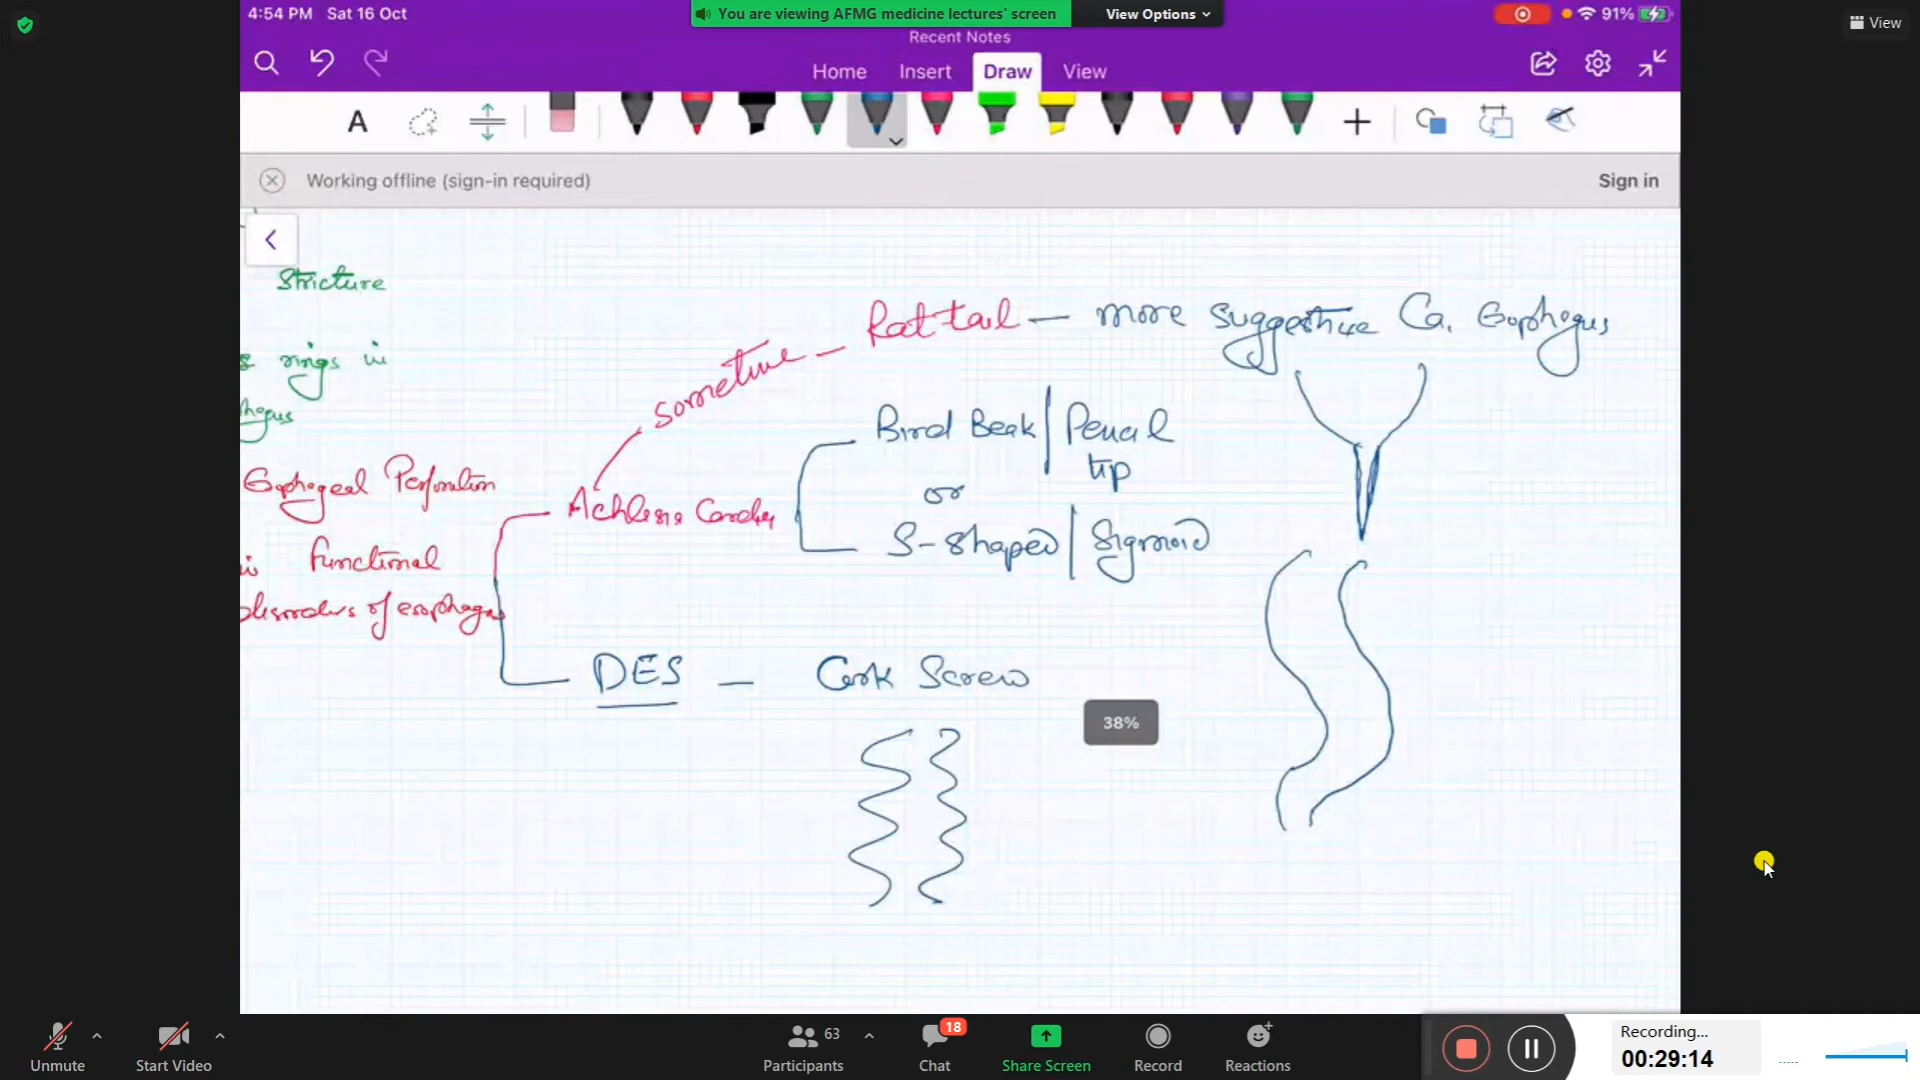 4:54 PM Sat 16 Oct
You are viewing AFMG medicine lectures' screen
View Options
91%
View
Recent Notes
Home Insert Draw View
A
Working offline (sign-in required)
Sign in
Stricture
Rat tail — more suggestive Ca. Esophagus
sometime
rings in
Bird Beak | Pencil
tip
or
Esophageal Perforation
S-shaped | Sigmoid
Functional
disorders of esophagus
DES — Cork Screw
38%
Unmute
Start Video
63
Participants
18
Chat
Share Screen
Record
Reactions
Recording...
00:29:14